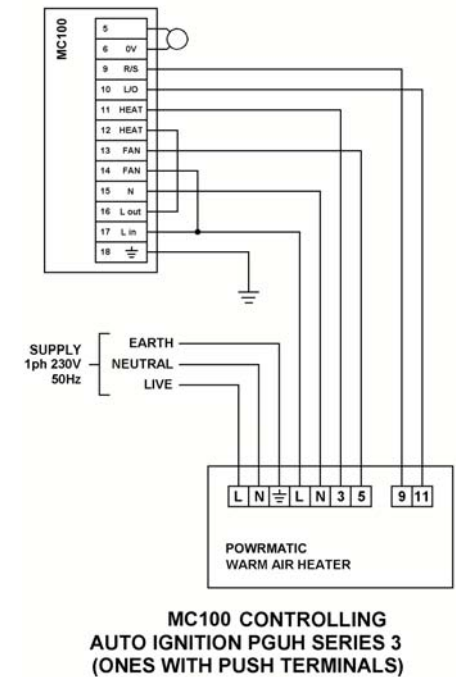 MC100
5
6 0V
9 R/S
10 L/O
11 HEAT
12 HEAT
13 FAN
14 FAN
15 N
16 L out
17 L in
18
SUPPLY
1ph 230V
50Hz
EARTH
NEUTRAL
LIVE
L N L N 3 5 9 11
POWRMATIC
WARM AIR HEATER
MC100 CONTROLLING
AUTO IGNITION PGUH SERIES 3
(ONES WITH PUSH TERMINALS)